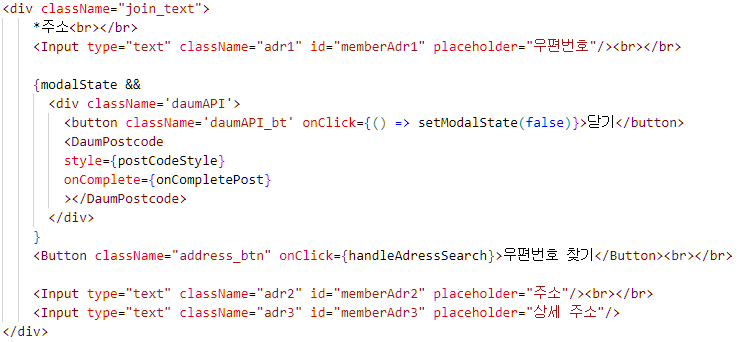 <div className="join_text">
*주소<br></br>
<Input type="text" className="adr1" id="memberAdr1" placeholder="우편번호"/><br></br>
{modalState &&
<div className='daumAPI'>
<button className='daumAPI_bt' onClick={() => setModalState(false)}>닫기</button>
<DaumPostcode
style={postCodeStyle}
onComplete={onCompletePost}
></DaumPostcode>
</div>
}
<Button className="address_btn" onClick={handleAdressSearch}>우편번호 찾기</Button><br></br>
<Input type="text" className="adr2" id="memberAdr2" placeholder="주소"/><br></br>
<Input type="text" className="adr3" id="memberAdr3" placeholder="상세 주소"/>
</div>